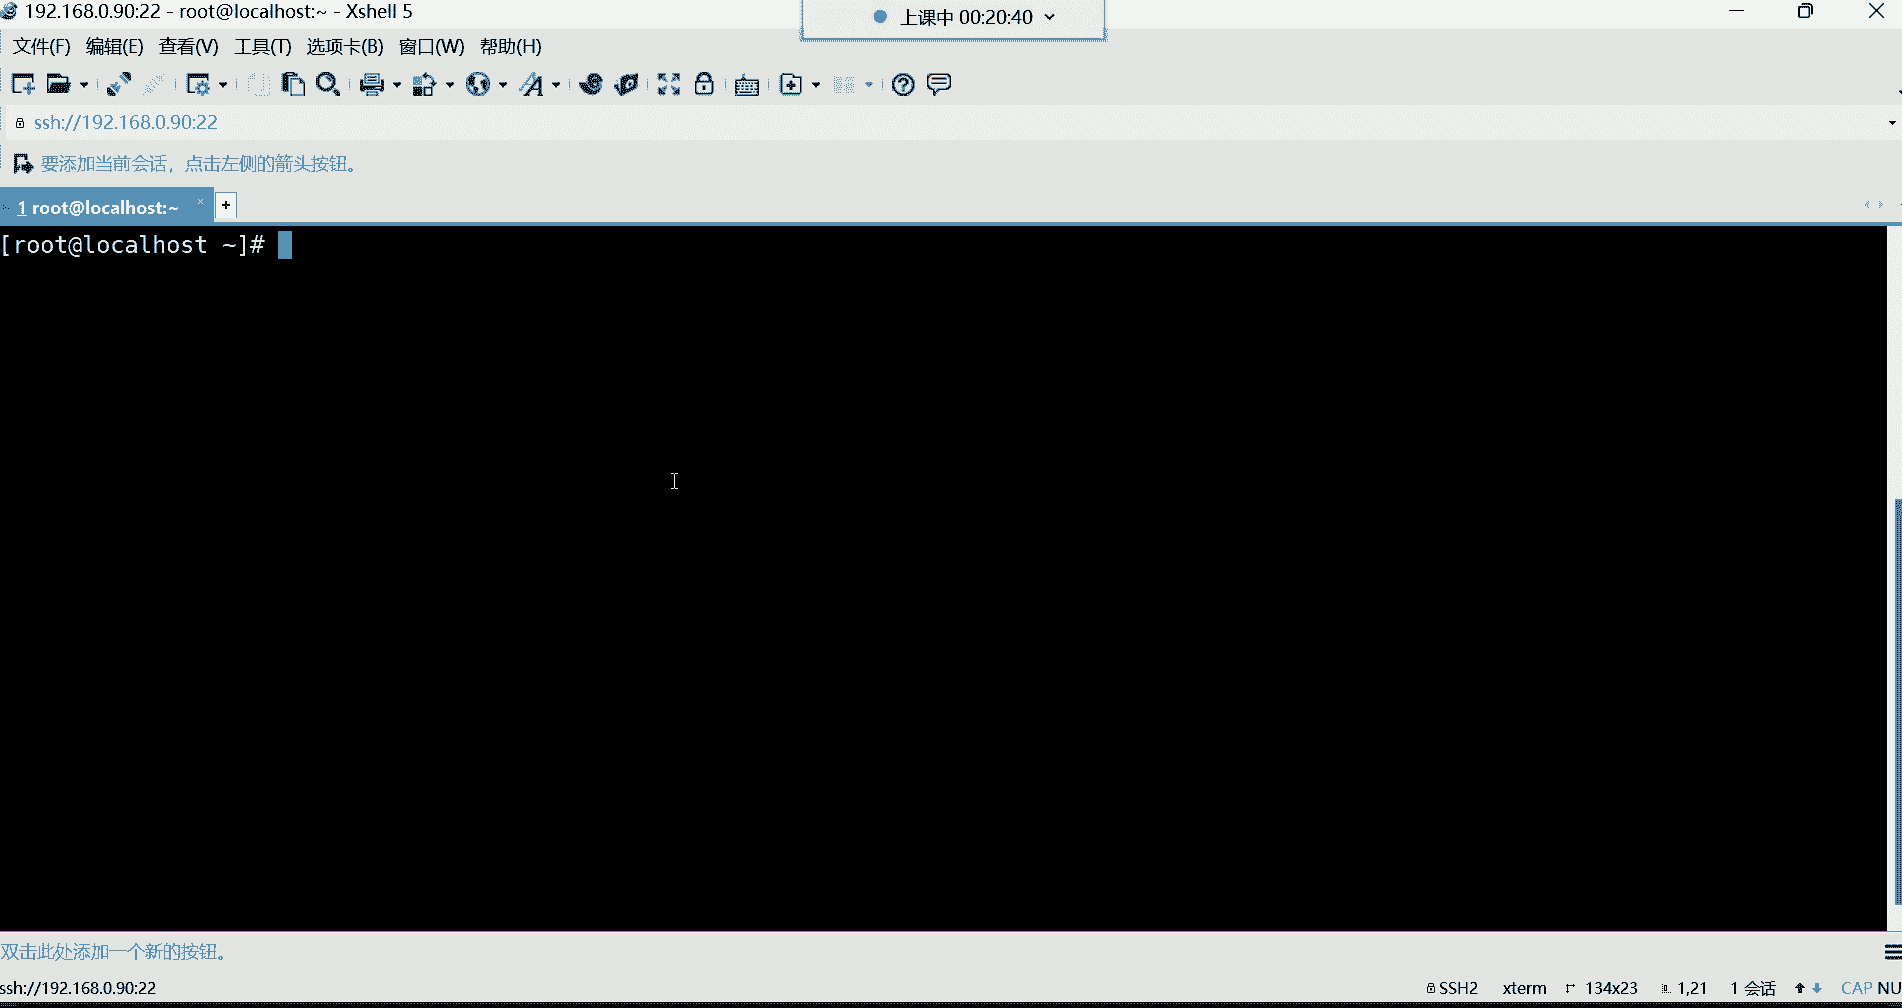 192.168.0.90:22 - root@localhost:~ - Xshell 5
上课中 00:20:40
文件(F) 编辑(E) 查看(V) 工具(T) 选项卡(B) 窗口(W) 帮助(H)
ssh://192.168.0.90:22
要添加当前会话，点击左侧的箭头按钮。
1 root@localhost:~
[root@localhost ~]#
双击此处添加一个新的按钮。
ssh://192.168.0.90:22 SSH2 xterm 134x23 1,21 1 会话 CAP NU